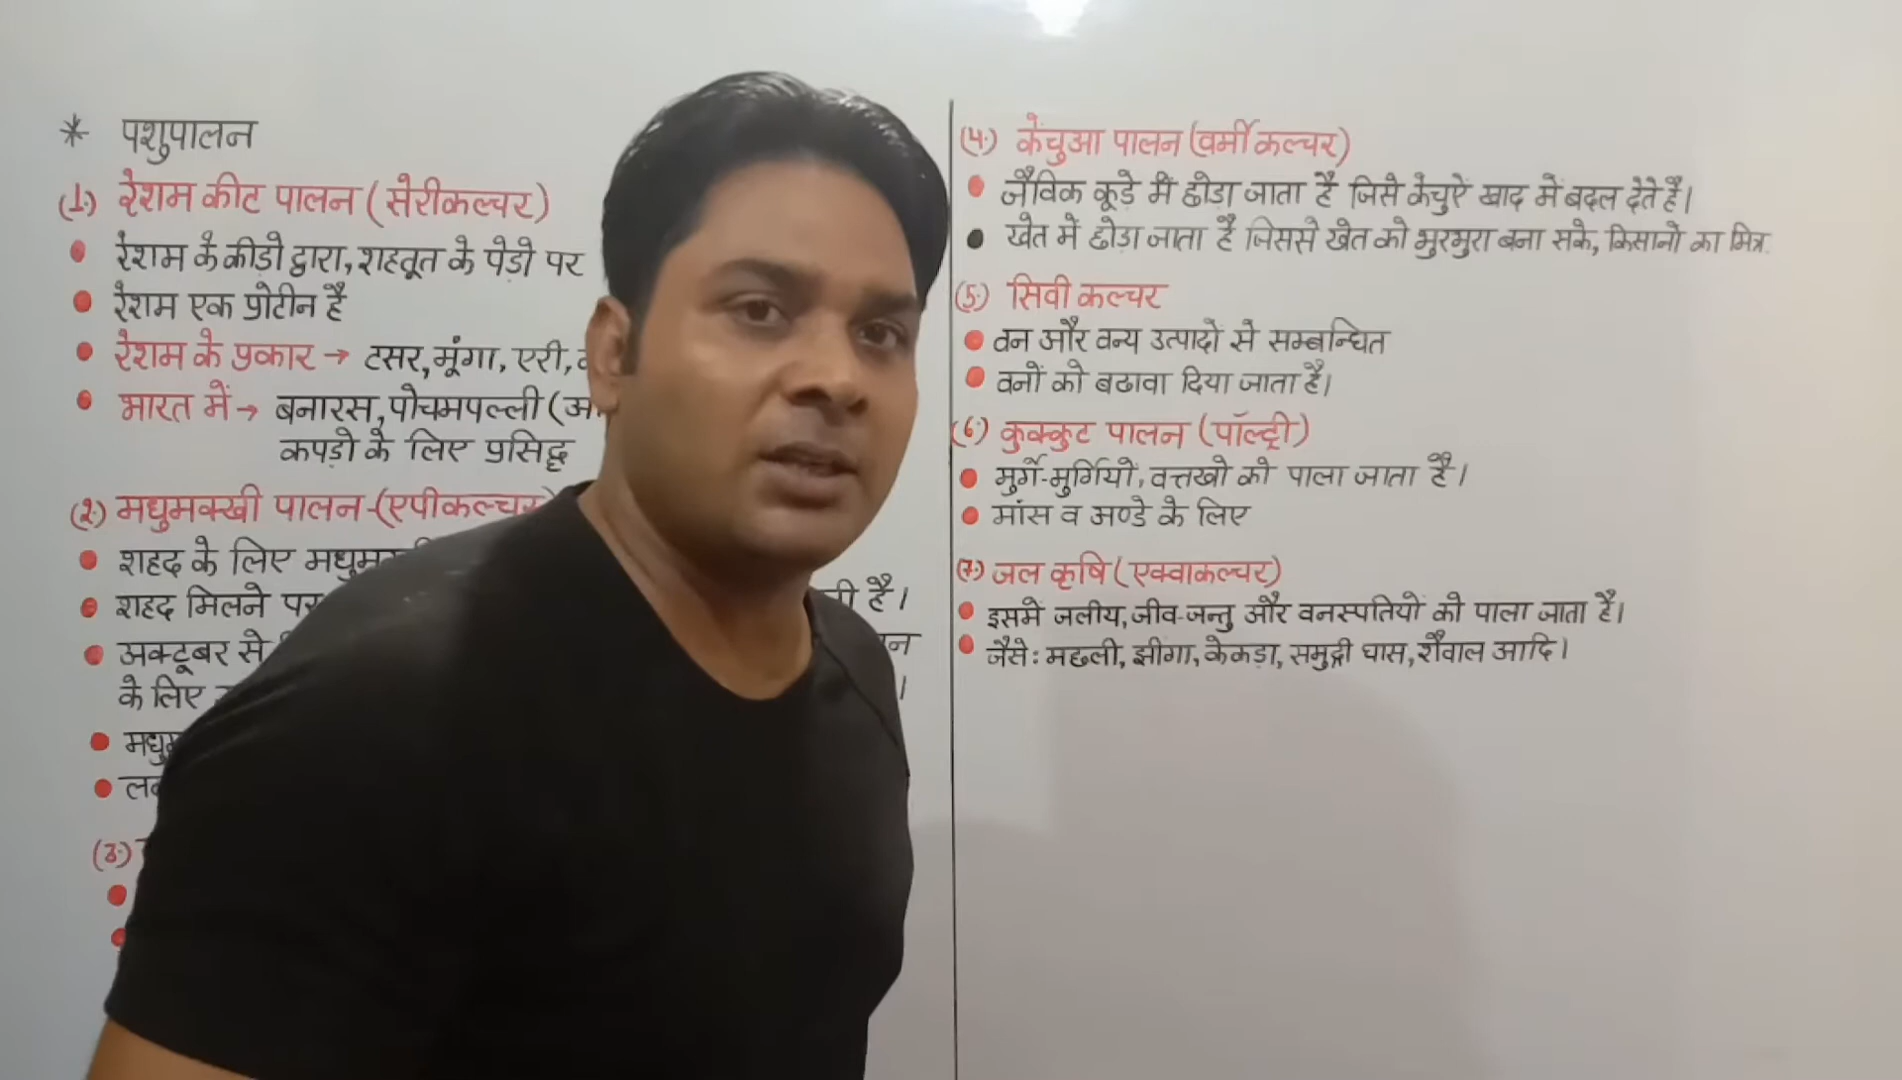 * पशुपालन
(1.) रेशम कीट पालन (सेरीकल्चर)
रेशम के कीड़ो द्वारा, शहतूत के पेड़ो पर
रेशम एक प्रोटीन है
रेशम के प्रकार → टसर, मूंगा, एरी,
भारत में → बनारस, पोचमपल्ली (
कपड़ो के लिए प्रसिद्ध
(2.) मधुमक्खी पालन - (एपीकल्चर)
शहद के लिए
शहद मिलने पर है।
अक्टूबर से
के लिए
(3.)
(4.) केंचुआ पालन (वर्मी कल्चर)
जैविक कूड़े में छोडा जाता है जिसे केचुऐं खाद में बदल देते है।
खेत में छोडा जाता है जिससे खेत को भुरभुरा बना सके, किसानो का मित्र.
(5.) सिवी कल्चर
वन और वन्य उत्पादो से सम्बन्धित
वनों को बढावा दिया जाता है।
(6.) कुक्कुट पालन (पॉल्ट्री)
मुर्गे-मुर्गियों, वत्तखो को पाला जाता है।
मांस व अण्डे के लिए
(7.) जल कृषि (एक्वाकल्चर)
इसमें जलीय, जीव-जन्तु और वनस्पतियों को पाला जाता है।
जैसे: मछली, झींगा, केकड़ा, समुद्री घास, शैवाल आदि।